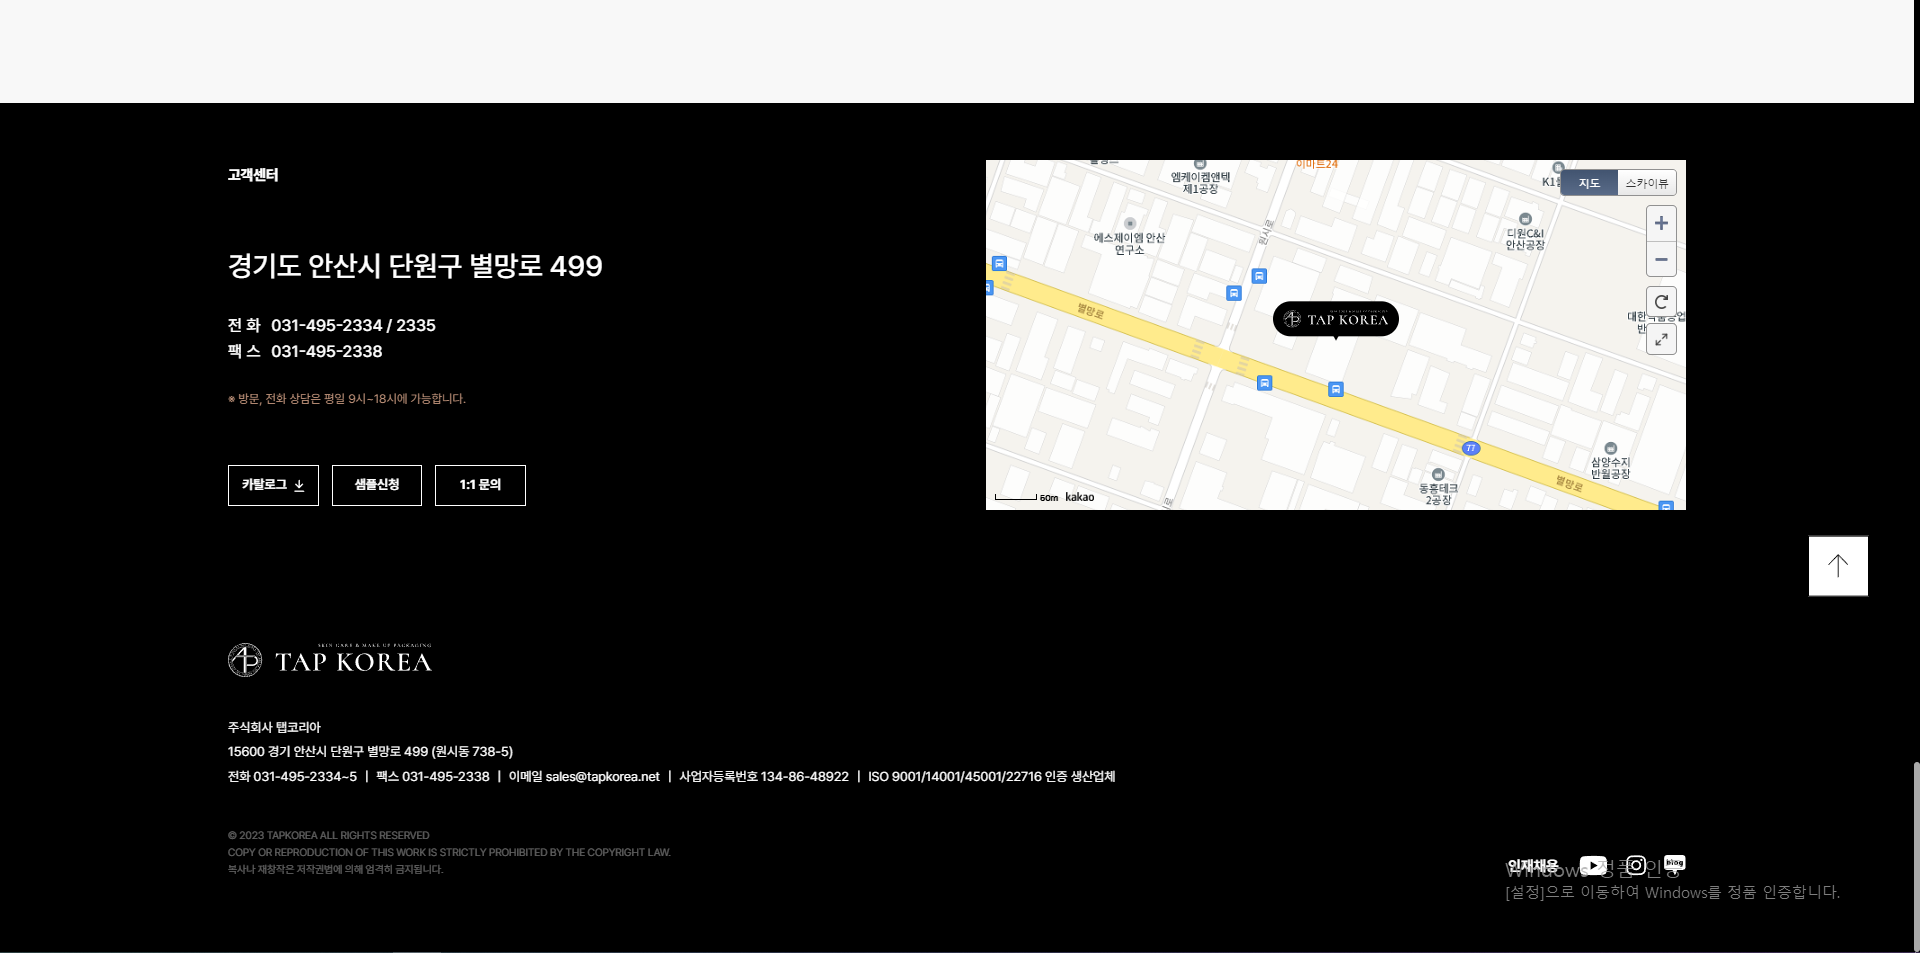 고객센터
경기도 안산시 단원구 별망로 499
전 화 031-495-2334 / 2335
팩 스 031-495-2338
※ 방문, 전화 상담은 평일 9시~18시에 가능합니다.
카탈로그
샘플신청
1:1 문의
이마트24
엠케이켐앤텍
제1공장
K1
지도
스카이뷰
에스제이엠 안산
연구소
원시로
디원C&I
안산공장
별망로
TAP KOREA
대한
77
삼양수지
반월공장
동흥테크
2공장
별망로
50m kakao
SKIN CARE & MAKE UP PACKAGING
TAP KOREA
주식회사 탭코리아
15600 경기 안산시 단원구 별망로 499 (원시동 738-5)
전화 031-495-2334~5 | 팩스 031-495-2338 | 이메일 sales@tapkorea.net | 사업자등록번호 134-86-48922 | ISO 9001/14001/45001/22716 인증 생산업체
© 2023 TAPKOREA ALL RIGHTS RESERVED
COPY OR REPRODUCTION OF THIS WORK IS STRICTLY PROHIBITED BY THE COPYRIGHT LAW.
복사나 재창작은 저작권법에 의해 엄격히 금지됩니다.
인재채용
blog
Windows 정품 인증
[설정]으로 이동하여 Windows를 정품 인증합니다.